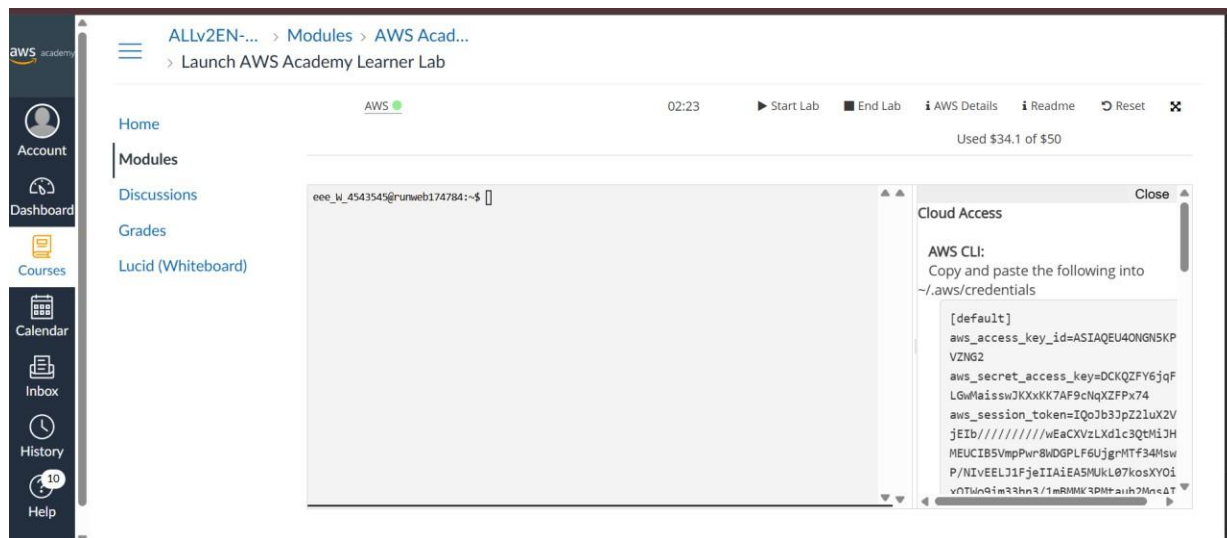 aws academy
Account
Dashboard
Courses
Calendar
Inbox
History
10
Help
ALLv2EN-... > Modules > AWS Acad...
> Launch AWS Academy Learner Lab
Home
Modules
Discussions
Grades
Lucid (Whiteboard)
AWS
02:23
Start Lab
End Lab
AWS Details
Readme
Reset
Used $34.1 of $50
eee_W_4543545@runweb174784:~$ []
Close
Cloud Access
AWS CLI:
Copy and paste the following into
~/.aws/credentials
[default]
aws_access_key_id=ASIAQEU4ONGN5KP
VZNG2
aws_secret_access_key=DCKQZFY6jqF
LGwMaisswJKXxKK7AF9cNqXZFPx74
aws_session_token=IQoJb3JpZ2luX2V
jEIb//////////wEaCXVzLXdlc3QtMiJH
MEUCIB5VmpPwr8WDGPLF6UjgrMTf34Msw
P/NIvEELJ1FjeIIAiEA5MUkL07kosXYOi